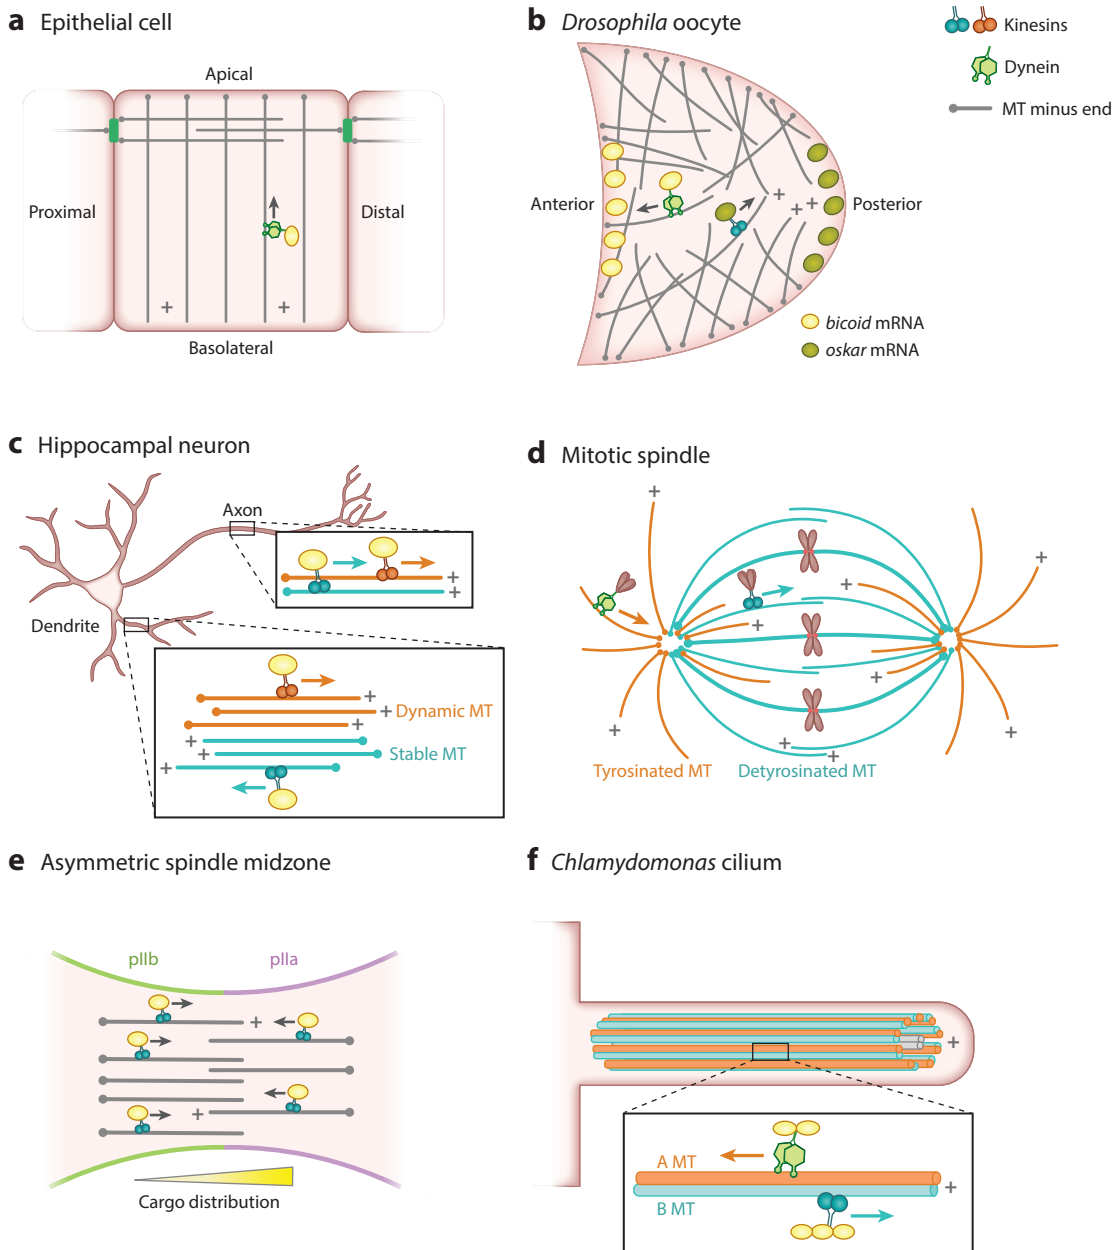 a Epithelial cell
Apical
Proximal
Distal
+ +
Basolateral
b Drosophila oocyte
Kinesins
Dynein
MT minus end
Anterior
+
+ +
Posterior
bicoid mRNA
oskar mRNA
c Hippocampal neuron
Axon
+
+
Dendrite
+
+ Dynamic MT
+
+
+ Stable MT
+
d Mitotic spindle
+
+
+
+
+
+
+
+
+
Tyrosinated MT
Detyrosinated MT
e Asymmetric spindle midzone
pIIb
pIIa
+
+
Cargo distribution
f Chlamydomonas cilium
+
A MT
B MT
+